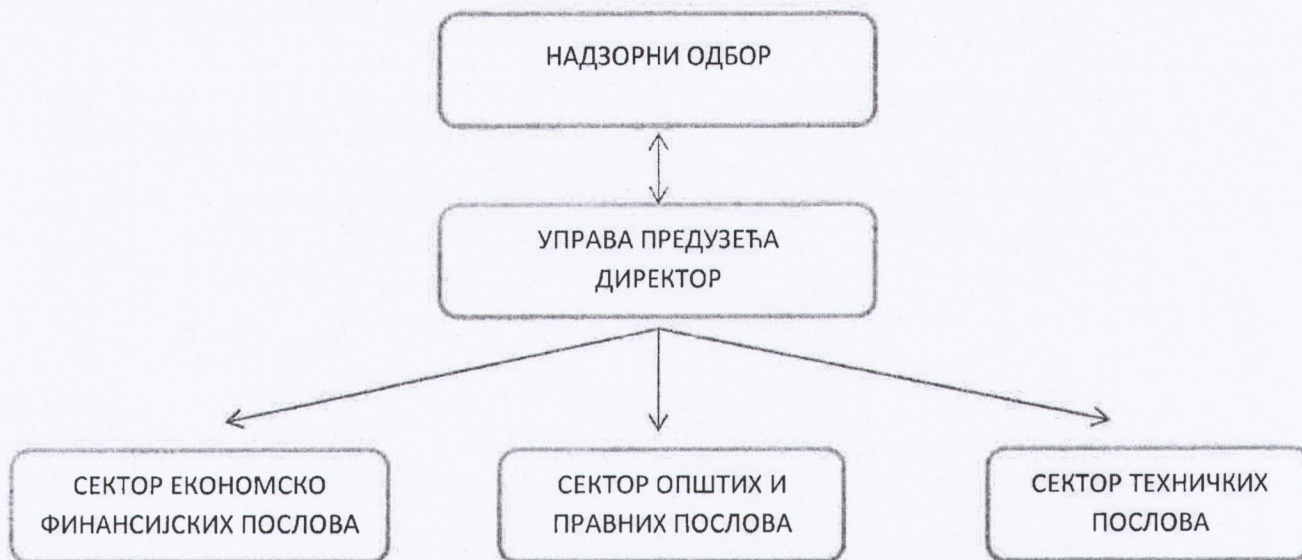 НАДЗОРНИ ОДБОР
УПРАВА ПРЕДУЗЕЋА
ДИРЕКТОР
СЕКТОР ЕКОНОМСКО
ФИНАНСИЈСКИХ ПОСЛОВА
СЕКТОР ОПШТИХ И
ПРАВНИХ ПОСЛОВА
СЕКТОР ТЕХНИЧКИХ
ПОСЛОВА